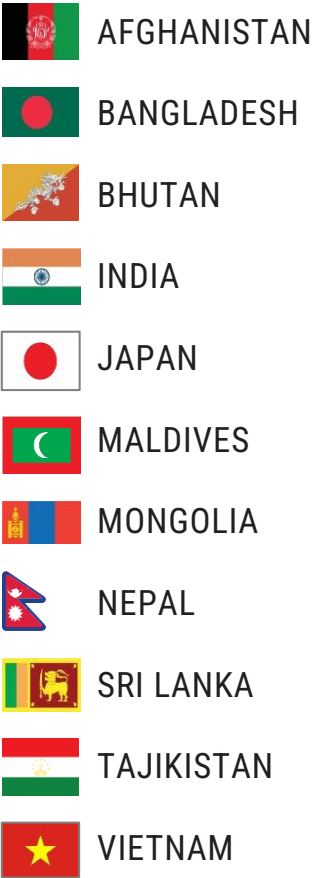 AFGHANISTAN
BANGLADESH
BHUTAN
INDIA
JAPAN
MALDIVES
MONGOLIA
NEPAL
SRI LANKA
TAJIKISTAN
VIETNAM